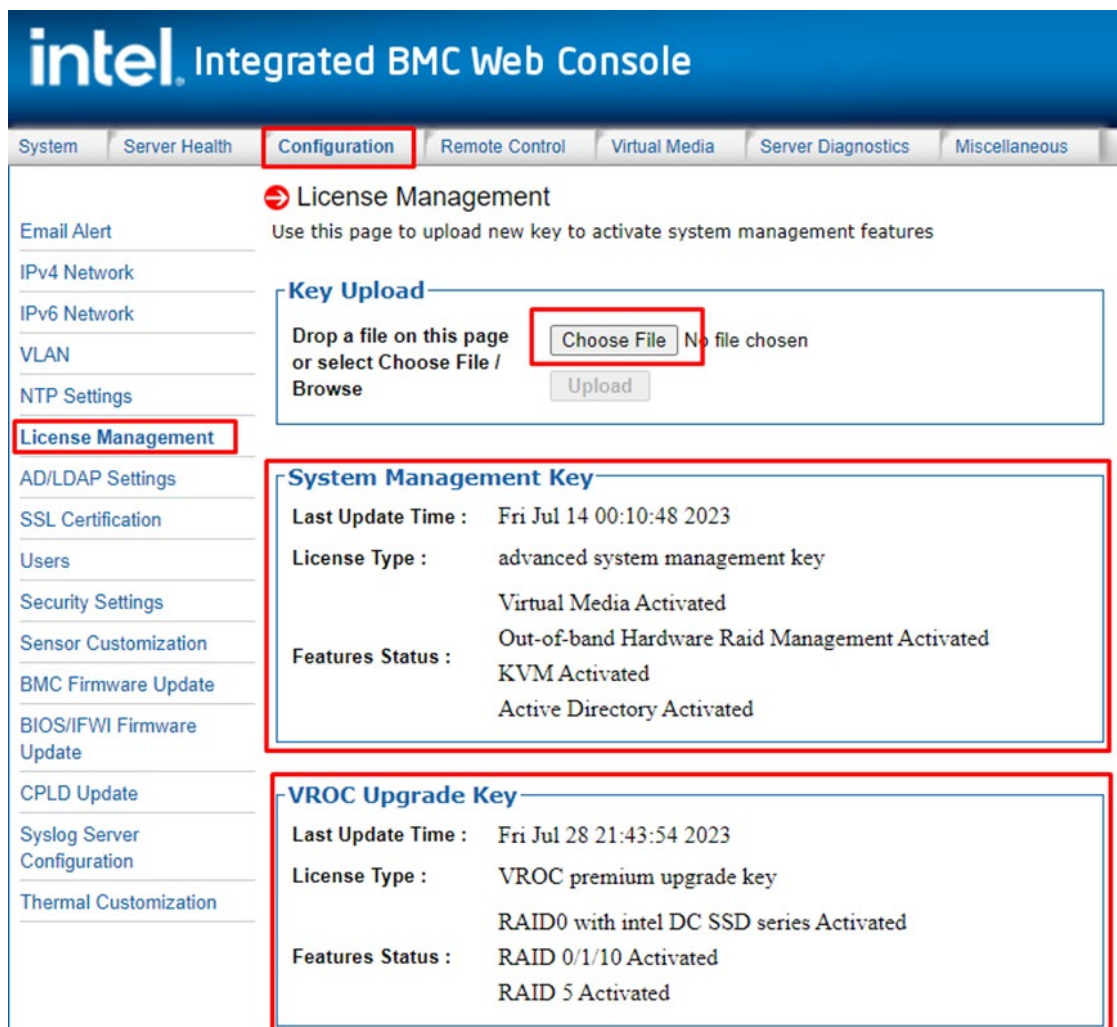 intel. Integrated BMC Web Console
System Server Health Configuration Remote Control Virtual Media Server Diagnostics Miscellaneous
Email Alert
IPv4 Network
IPv6 Network
VLAN
NTP Settings
License Management
AD/LDAP Settings
SSL Certification
Users
Security Settings
Sensor Customization
BMC Firmware Update
BIOS/IFWI Firmware
Update
CPLD Update
Syslog Server
Configuration
Thermal Customization
License Management
Use this page to upload new key to activate system management features
Key Upload
Drop a file on this page
or select Choose File /
Browse
Choose File No file chosen
Upload
System Management Key
Last Update Time : Fri Jul 14 00:10:48 2023
License Type : advanced system management key
Features Status :
Virtual Media Activated
Out-of-band Hardware Raid Management Activated
KVM Activated
Active Directory Activated
VROC Upgrade Key
Last Update Time : Fri Jul 28 21:43:54 2023
License Type : VROC premium upgrade key
Features Status :
RAID0 with intel DC SSD series Activated
RAID 0/1/10 Activated
RAID 5 Activated